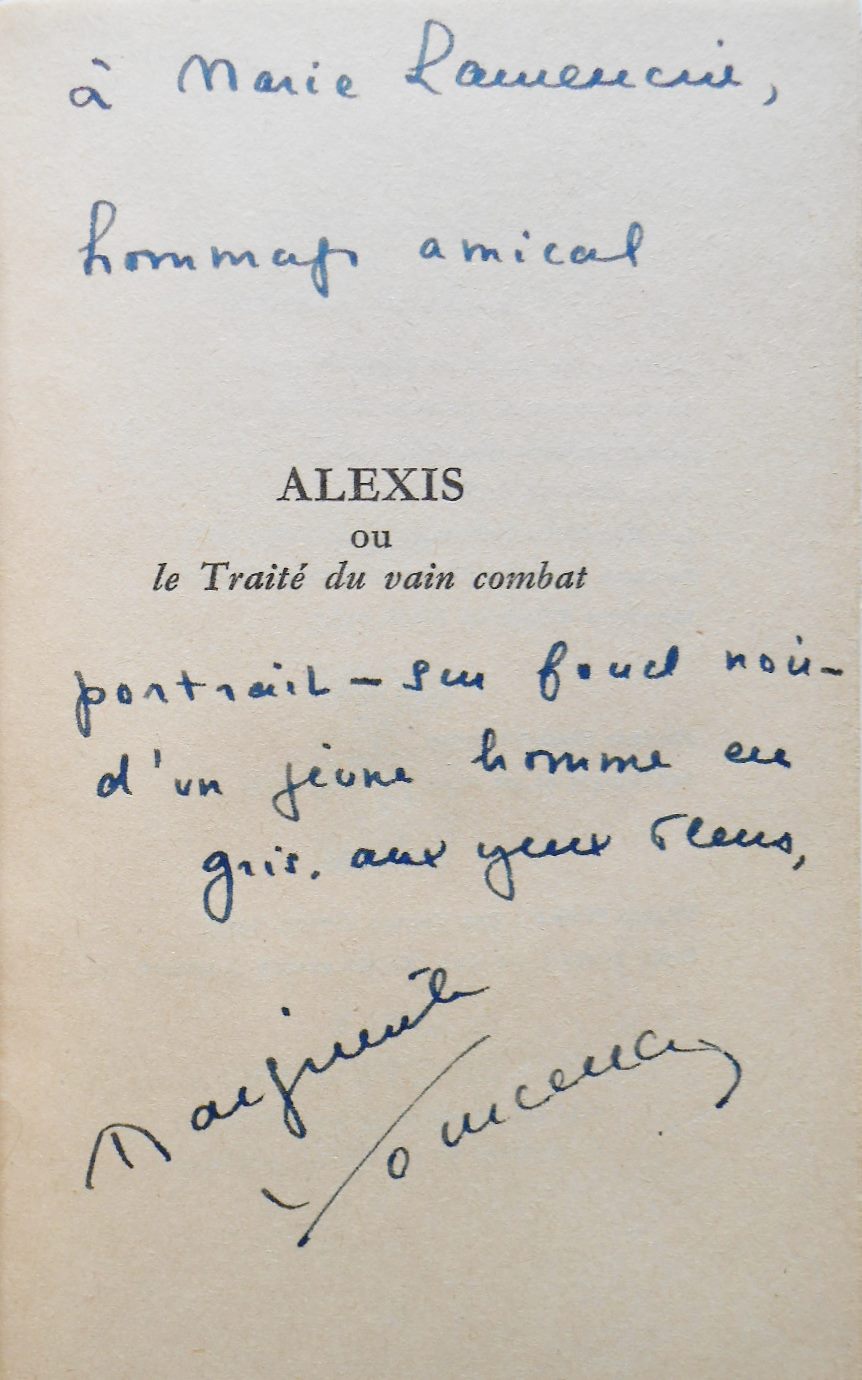 à Marie Laurencin,
hommage amical
ALEXIS
ou
le Traité du vain combat
portrait – sur fond noir –
d'un jeune homme en
gris, aux yeux bleus,
Marguerite
Yourcenar